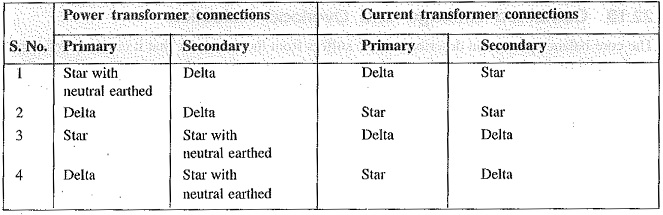 Power transformer connections Current transformer connections
S. No. Primary Secondary Primary Secondary
1 Star with Delta Delta Star
neutral earthed
2 Delta Delta Star Star
3 Star Star with Delta Delta
neutral earthed
4 Delta Star with Star Delta
neutral earthed